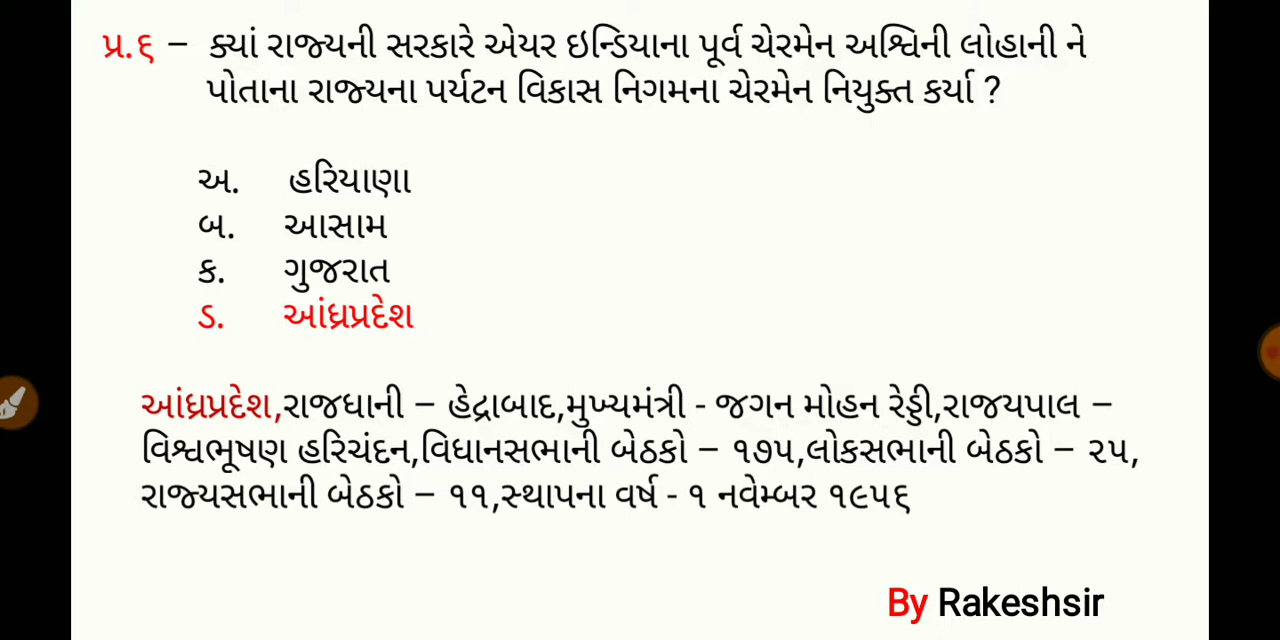 પ્ર.૬ – ક્યાં રાજ્યની સરકારે એયર ઇન્ડિયાના પૂર્વ ચેરમેન અશ્વિની લોહાની ને
પોતાના રાજ્યના પર્યટન વિકાસ નિગમના ચેરમેન નિયુક્ત કર્યા ?
અ. હરિયાણા
બ. આસામ
ક. ગુજરાત
ડ. આંધ્રપ્રદેશ
આંધ્રપ્રદેશ,રાજધાની – હેદ્રાબાદ,મુખ્યમંત્રી - જગન મોહન રેડ્ડી,રાજયપાલ –
વિશ્વભૂષણ હરિચંદન,વિધાનસભાની બેઠકો – ૧૭૫,લોકસભાની બેઠકો – ૨૫,
રાજ્યસભાની બેઠકો – ૧૧,સ્થાપના વર્ષ - ૧ નવેમ્બર ૧૯૫૬
By Rakeshsir